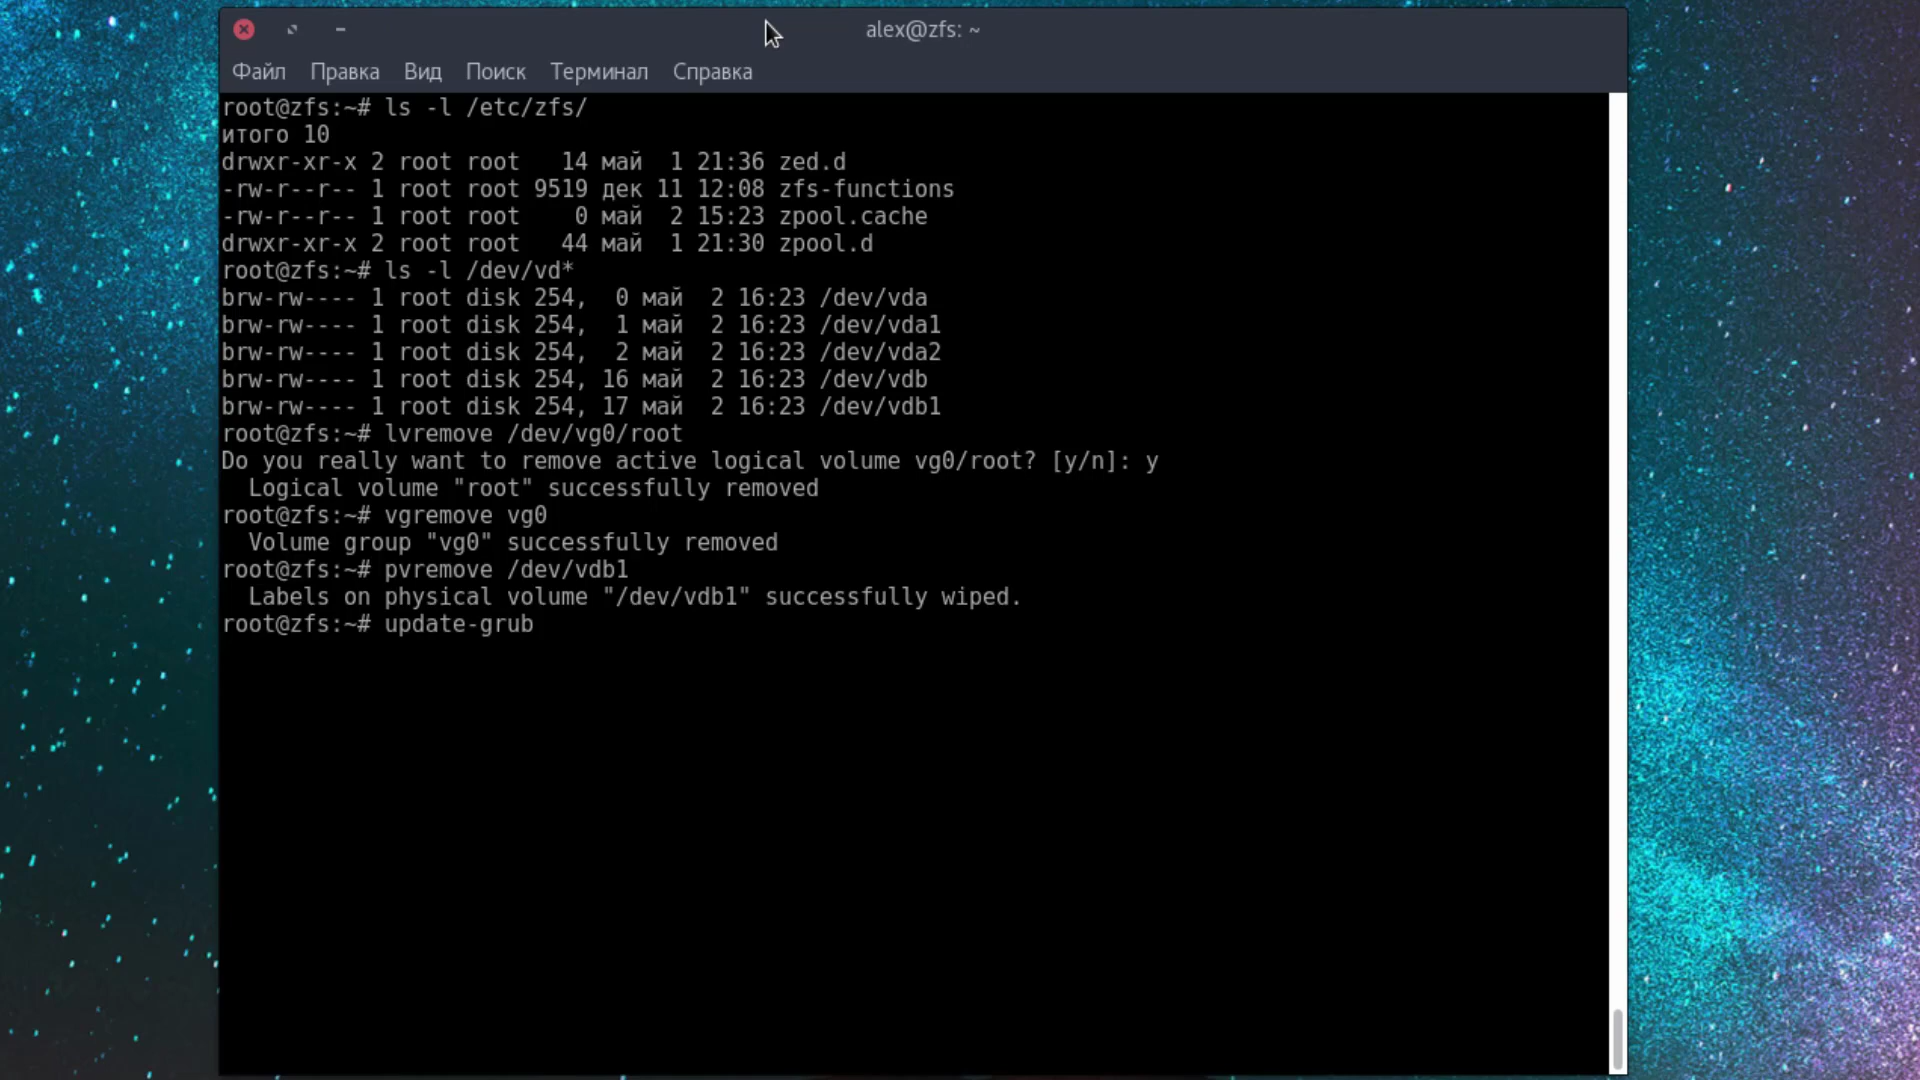 alex@zfs: ~
Файл Правка Вид Поиск Терминал Справка
root@zfs:~# ls -l /etc/zfs/
итого 10
drwxr-xr-x 2 root root   14 май  1 21:36 zed.d
-rw-r--r-- 1 root root 9519 дек 11 12:08 zfs-functions
-rw-r--r-- 1 root root    0 май  2 15:23 zpool.cache
drwxr-xr-x 2 root root   44 май  1 21:30 zpool.d
root@zfs:~# ls -l /dev/vd*
brw-rw---- 1 root disk 254,  0 май  2 16:23 /dev/vda
brw-rw---- 1 root disk 254,  1 май  2 16:23 /dev/vda1
brw-rw---- 1 root disk 254,  2 май  2 16:23 /dev/vda2
brw-rw---- 1 root disk 254, 16 май  2 16:23 /dev/vdb
brw-rw---- 1 root disk 254, 17 май  2 16:23 /dev/vdb1
root@zfs:~# lvremove /dev/vg0/root
Do you really want to remove active logical volume vg0/root? [y/n]: y
  Logical volume "root" successfully removed
root@zfs:~# vgremove vg0
  Volume group "vg0" successfully removed
root@zfs:~# pvremove /dev/vdb1
  Labels on physical volume "/dev/vdb1" successfully wiped.
root@zfs:~# update-grub